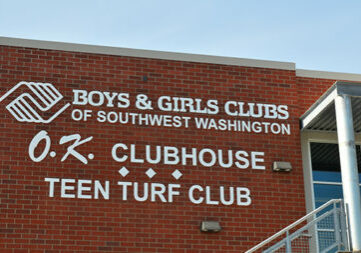 BOYS & GIRLS CLUBS
OF SOUTHWEST WASHINGTON
O.K. CLUBHOUSE
TEEN TURF CLUB